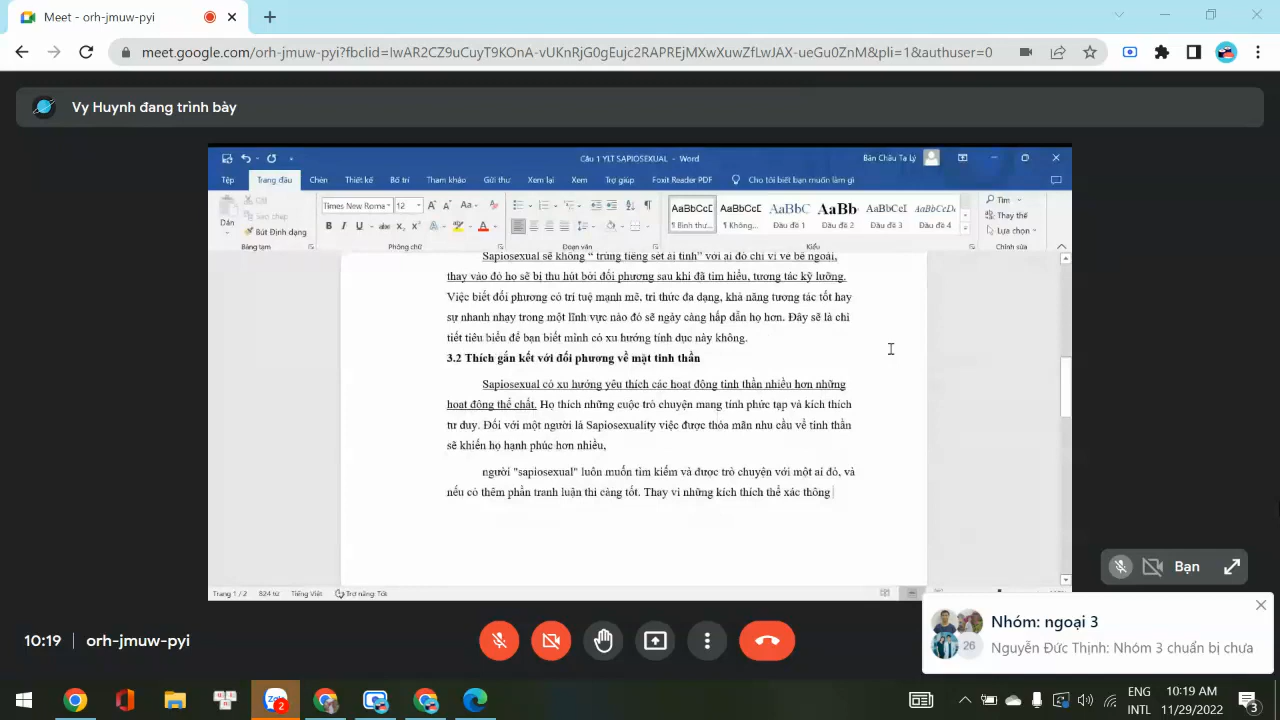 Meet - orh-jmuw-pyi
meet.google.com/orh-jmuw-pyi?fbclid=IwAR2CZ9uCuyT9KOnA-vUKnRjG0gEujc2RAPREjMXwXuwZfLwJAX-ueGu0ZnM&pli=1&authuser=0
Vy Huynh đang trình bày
Câu 1 YLT SAPIOSEXUAL - Word
Bàn Châu Tạ Lý
Tệp Trang đầu Chèn Thiết kế Bố trí Tham khảo Gửi thư Xem lại Xem Trợ giúp Foxit Reader PDF Cho tôi biết bạn muốn làm gì
Dán Cắt Sao chép Bút Định dạng
Times New Roma 12
AaBbCcD AaBbCcD AaBbC AaBb AaBbCcI AaBbCcDc
¶ Bình thư... ¶ Không... Đầu đề 1 Đầu đề 2 Đầu đề 3 Đầu đề 4
Tìm Thay thế Lựa chọn
Bảng tạm Phông chữ Đoạn văn Kiểu Chỉnh sửa
Sapiosexual sẽ không “ trúng tiếng sét ái tình” với ai đó chỉ vì vẻ bề ngoài,
thay vào đó họ sẽ bị thu hút bởi đối phương sau khi đã tìm hiểu, tương tác kỹ lưỡng.
Việc biết đối phương có trí tuệ mạnh mẽ, tri thức đa dạng, khả năng tương tác tốt hay
sự nhanh nhạy trong một lĩnh vực nào đó sẽ ngày càng hấp dẫn họ hơn. Đây sẽ là chi
tiết tiêu biểu để bạn biết mình có xu hướng tính dục này không.
3.2 Thích gắn kết với đối phương về mặt tinh thần
Sapiosexual có xu hướng yêu thích các hoạt động tinh thần nhiều hơn những
hoạt động thể chất. Họ thích những cuộc trò chuyện mang tính phức tạp và kích thích
tư duy. Đối với một người là Sapiosexuality việc được thỏa mãn nhu cầu về tinh thần
sẽ khiến họ hạnh phúc hơn nhiều,
người "sapiosexual" luôn muốn tìm kiếm và được trò chuyện với một ai đó, và
nếu có thêm phần tranh luận thì càng tốt. Thay vì những kích thích thể xác thông
Trang 1 / 2 824 từ Tiếng Việt Trợ năng: Tốt
Bạn
Nhóm: ngoại 3
26
Nguyễn Đức Thịnh: Nhóm 3 chuẩn bị chưa
10:19 orh-jmuw-pyi
Zalo
2
ENG
INTL
10:19 AM
11/29/2022
3